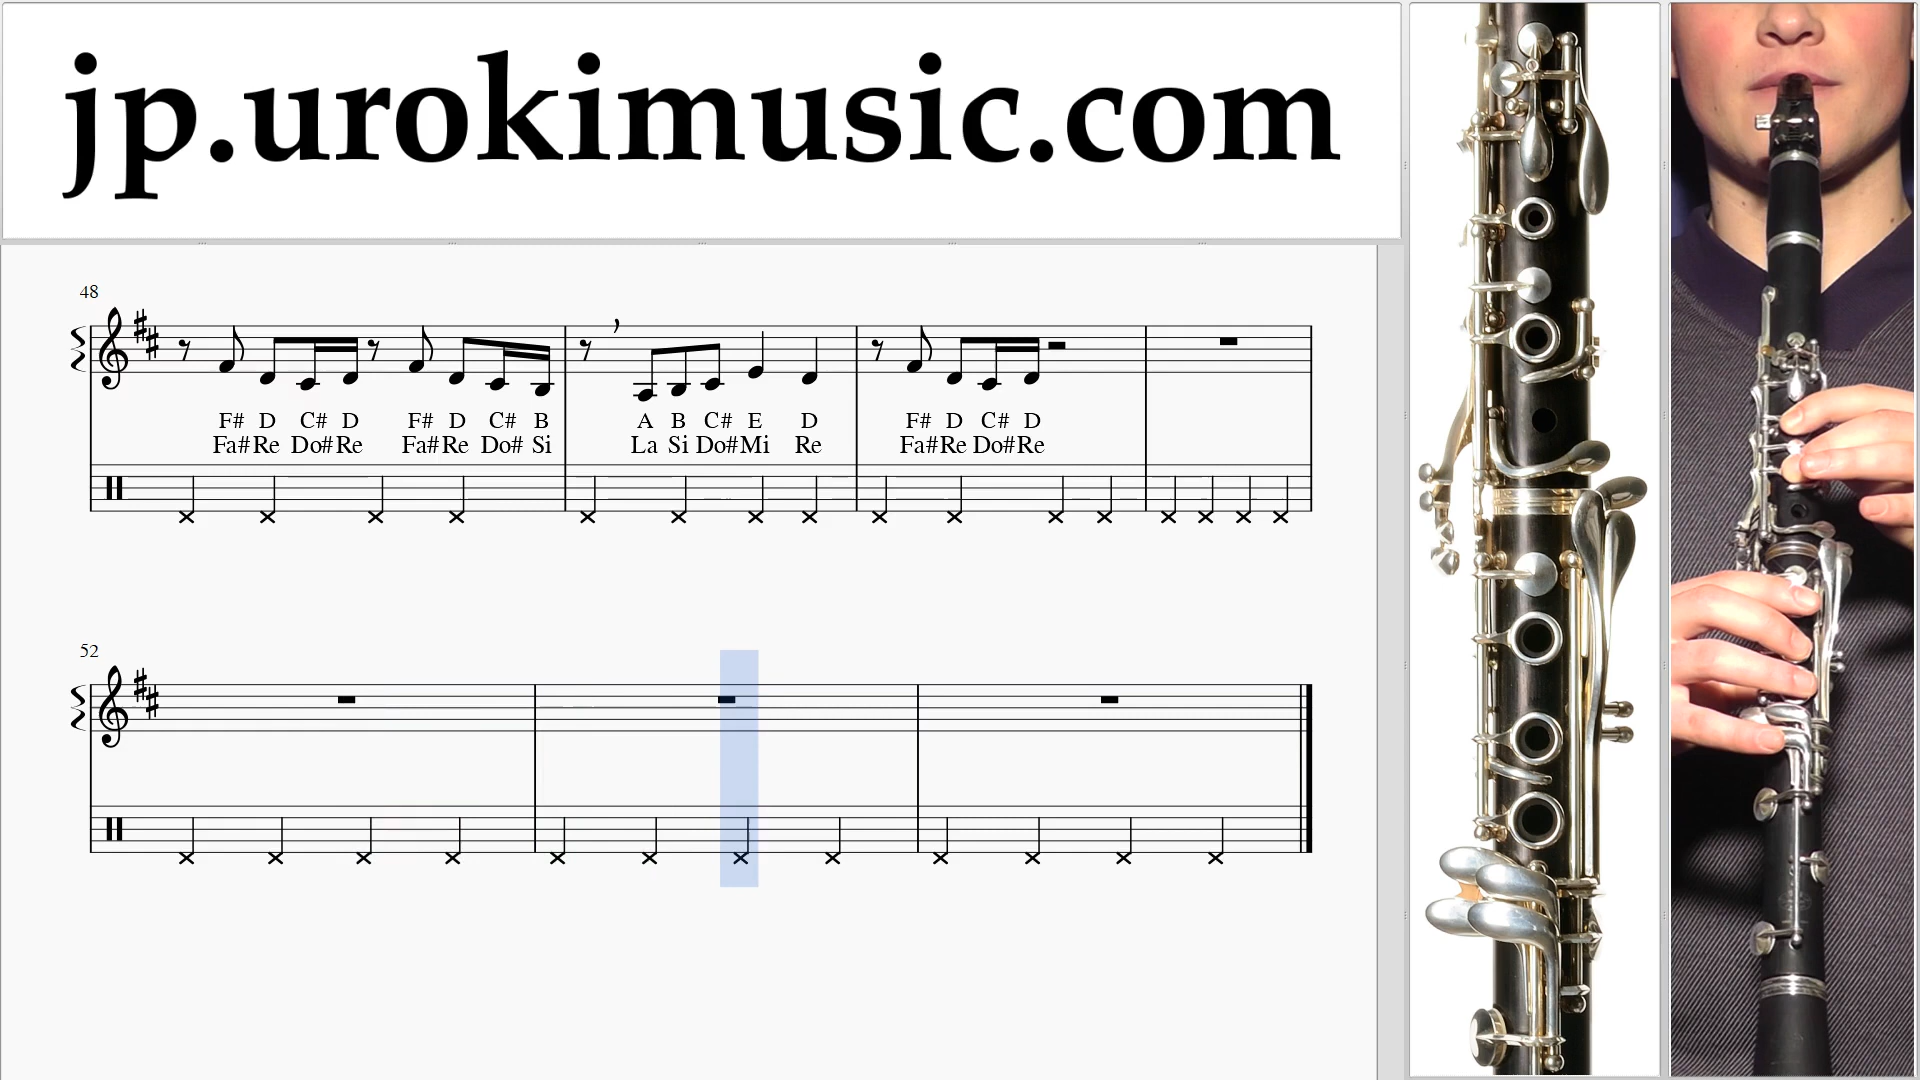 jp.urokimusic.com
48
F# D C# D F# D C# B A B C# E D F# D C# D
Fa# Re Do# Re Fa# Re Do# Si La Si Do# Mi Re Fa# Re Do# Re
52